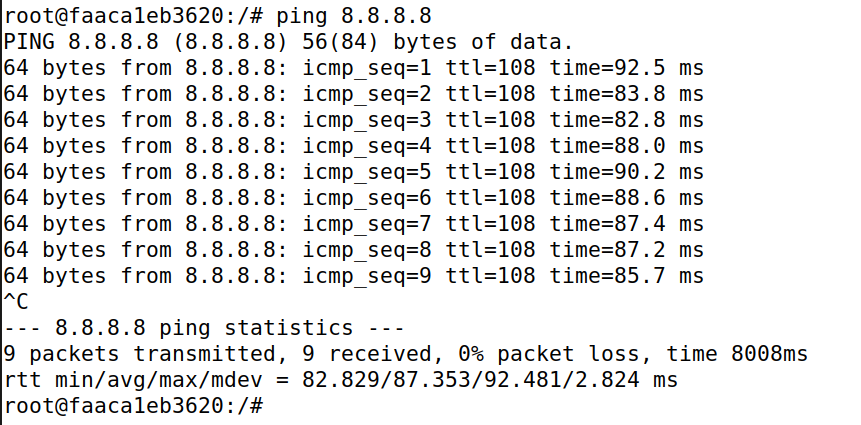 root@faaca1eb3620:/# ping 8.8.8.8
PING 8.8.8.8 (8.8.8.8) 56(84) bytes of data.
64 bytes from 8.8.8.8: icmp_seq=1 ttl=108 time=92.5 ms
64 bytes from 8.8.8.8: icmp_seq=2 ttl=108 time=83.8 ms
64 bytes from 8.8.8.8: icmp_seq=3 ttl=108 time=82.8 ms
64 bytes from 8.8.8.8: icmp_seq=4 ttl=108 time=88.0 ms
64 bytes from 8.8.8.8: icmp_seq=5 ttl=108 time=90.2 ms
64 bytes from 8.8.8.8: icmp_seq=6 ttl=108 time=88.6 ms
64 bytes from 8.8.8.8: icmp_seq=7 ttl=108 time=87.4 ms
64 bytes from 8.8.8.8: icmp_seq=8 ttl=108 time=87.2 ms
64 bytes from 8.8.8.8: icmp_seq=9 ttl=108 time=85.7 ms
^C
--- 8.8.8.8 ping statistics ---
9 packets transmitted, 9 received, 0% packet loss, time 8008ms
rtt min/avg/max/mdev = 82.829/87.353/92.481/2.824 ms
root@faaca1eb3620:/#